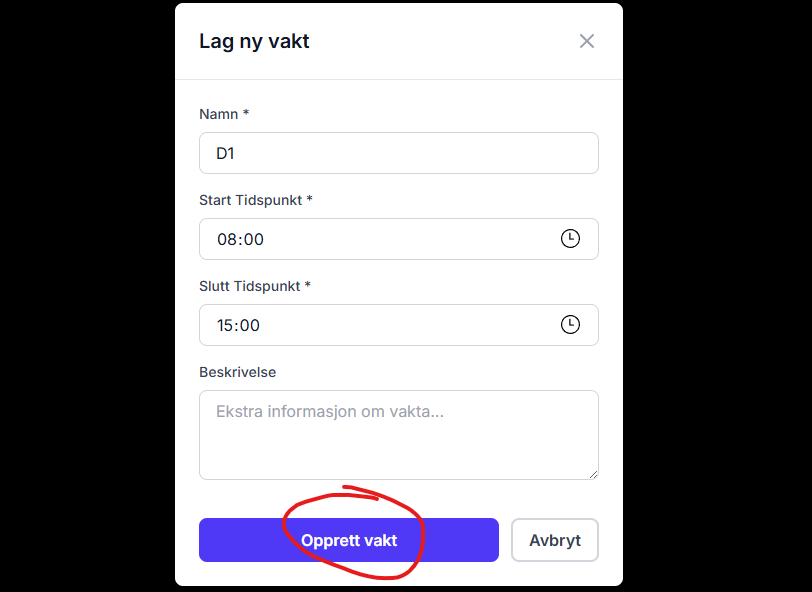 Lag ny vakt
Namn *
D1
Start Tidspunkt *
08:00
Slutt Tidspunkt *
15:00
Beskrivelse
Ekstra informasjon om vakta...
Opprett vakt
Avbryt